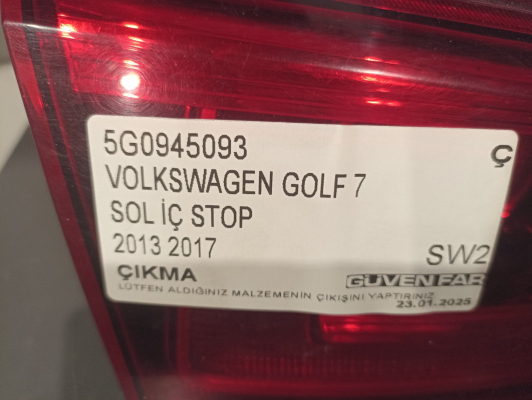 5G0945093 Ç
VOLKSWAGEN GOLF 7
SOL İÇ STOP
2013 2017 SW2
ÇIKMA GÜVEN FAR
LÜTFEN ALDIĞINIZ MALZEMENİN ÇIKIŞINI YAPTIRINIZ
23.01.2025